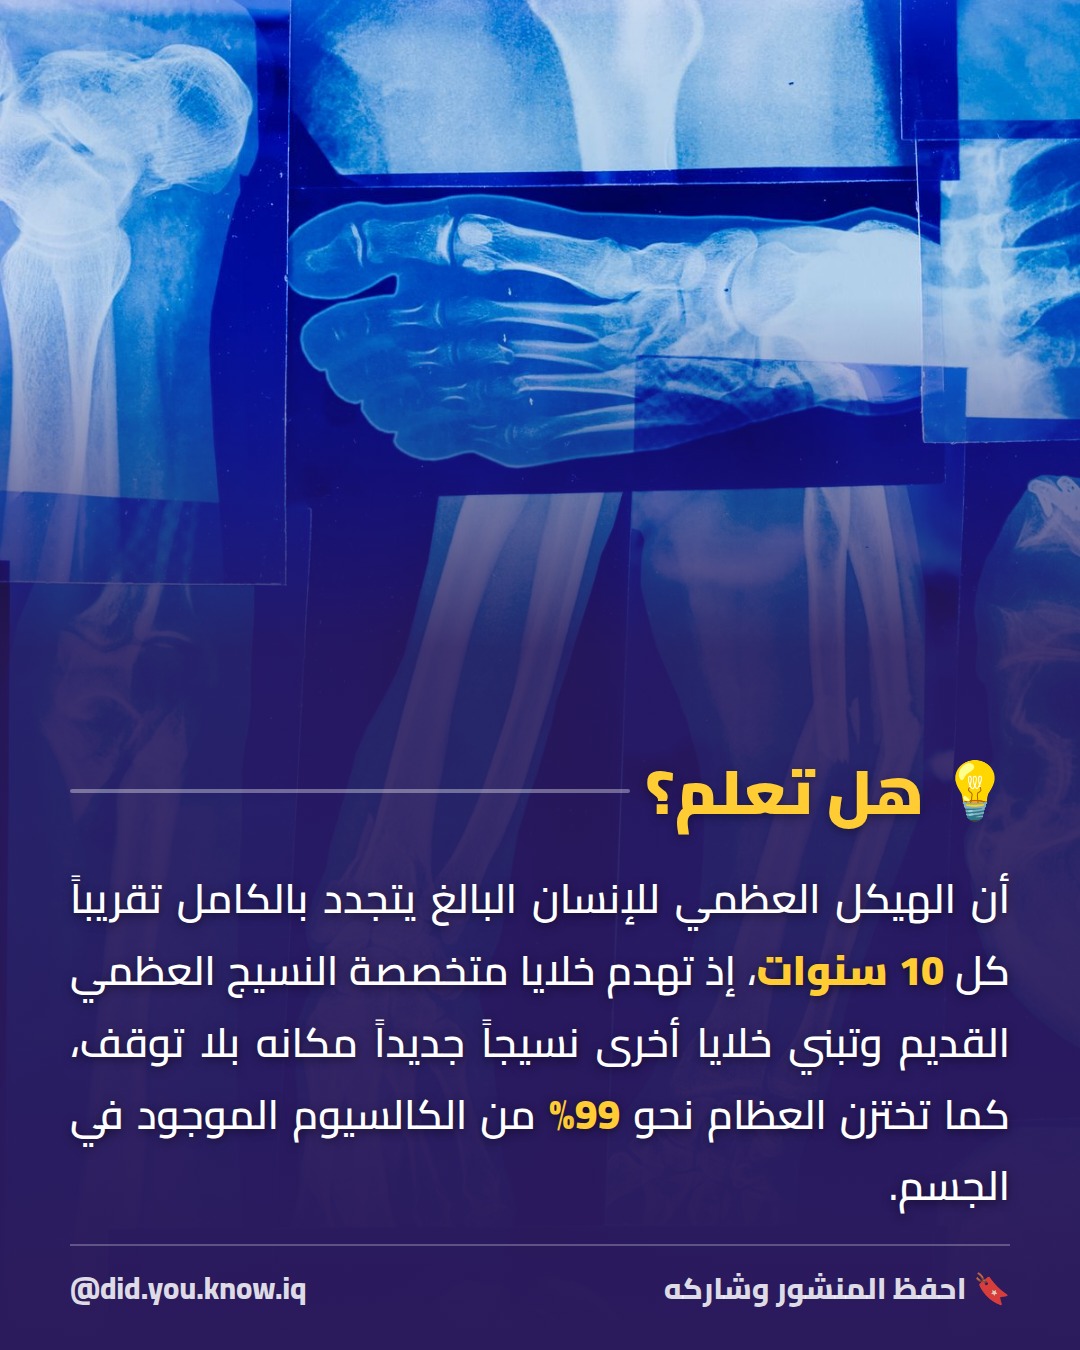 💡 هل تعلم؟
أن الهيكل العظمي للإنسان البالغ يتجدد بالكامل تقريباً
كل 10 سنوات، إذ تهدم خلايا متخصصة النسيج العظمي
القديم وتبني خلايا أخرى نسيجاً جديداً مكانه بلا توقف،
كما تختزن العظام نحو 99% من الكالسيوم الموجود في
الجسم.
🔖 احفظ المنشور وشاركه
@did.you.know.iq